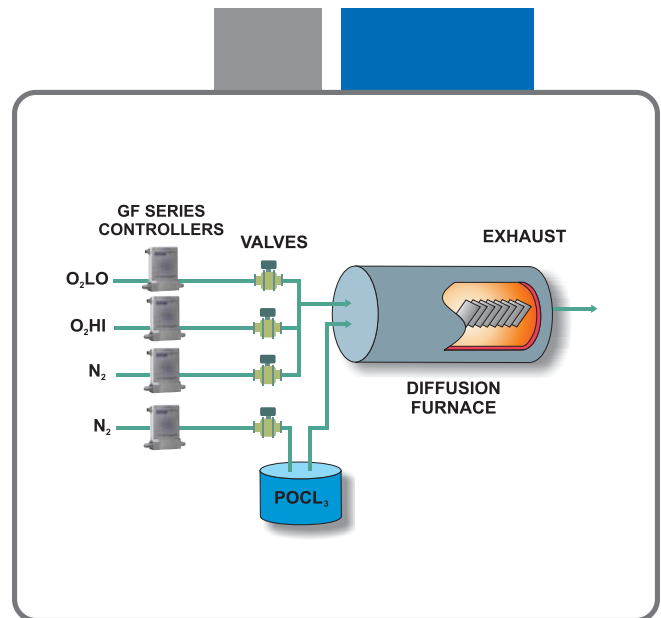 GF SERIES
CONTROLLERS
VALVES
EXHAUST
O₂LO
O₂HI
N₂
N₂
DIFFUSION
FURNACE
POCL₃